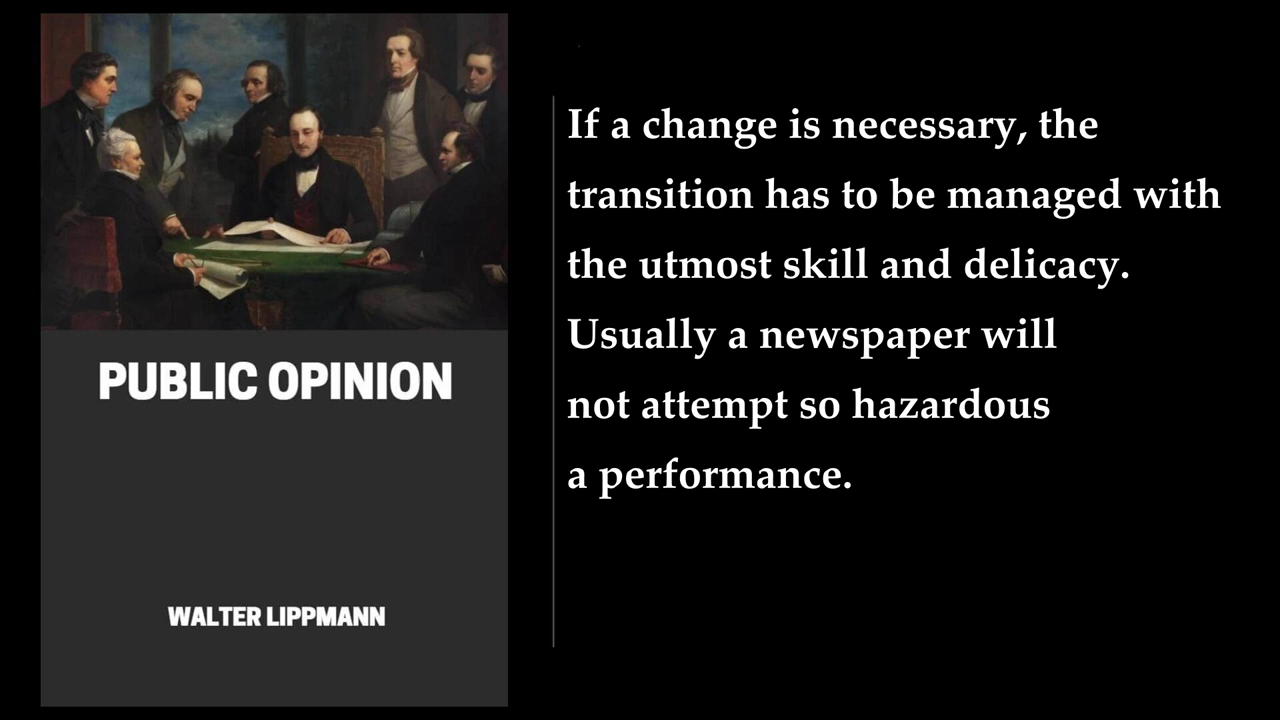 PUBLIC OPINION
WALTER LIPPMANN
If a change is necessary, the
transition has to be managed with
the utmost skill and delicacy.
Usually a newspaper will
not attempt so hazardous
a performance.